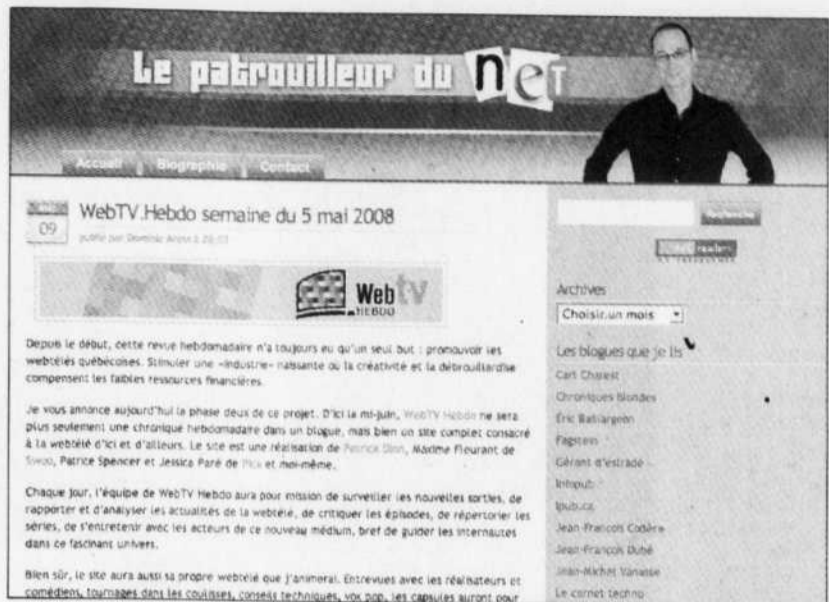 Le patrouilleur du neT
Accueil Biographie Contact
09
WebTV.Hebdo semaine du 5 mai 2008
publié par Dominic Arpin à
Web tv
HEBDO
Depuis le début, cette revue hebdomadaire n'a toujours eu qu'un seul but : promouvoir les
webtélés québécoises. Stimuler une «industrie» naissante où la créativité et la débrouillardise
compensent les faibles ressources financières.
Je vous annonce aujourd'hui la phase deux de ce projet. D'ici la mi-juin, WebTV Hebdo ne sera
plus seulement une chronique hebdomadaire dans un blogue, mais bien un site complet consacré
à la webtélé d'ici et d'ailleurs. Le site est une réalisation de Patrick Dion, Maxime Fleurant de
Patrice Spencer et Jessica Paré de et moi-même.
Chaque jour, l'équipe de WebTV Hebdo aura pour mission de surveiller les nouvelles sorties, de
rapporter et d'analyser les actualités de la webtélé, de critiquer les épisodes, de répertorier les
séries, de s'entretenir avec les acteurs de ce nouveau médium, bref de guider les internautes
dans ce fascinant univers.
Bien sûr, le site aura aussi sa propre webtélé que j'animerai. Entrevues avec les réalisateurs et
comédiens, tournages dans les coulisses, conseils techniques, vox pop, les capsules auront pour
readers
Archives
Choisir un mois
Les blogues que je lis
Carl Charest
Chroniques blondes
Éric Baillargeon
Fagstein
Gérant d'estrade
Infopub
Ipub.ca
Jean-François Codère
Jean-François Dubé
Jean-Michel Vanasse
Le carnet techno